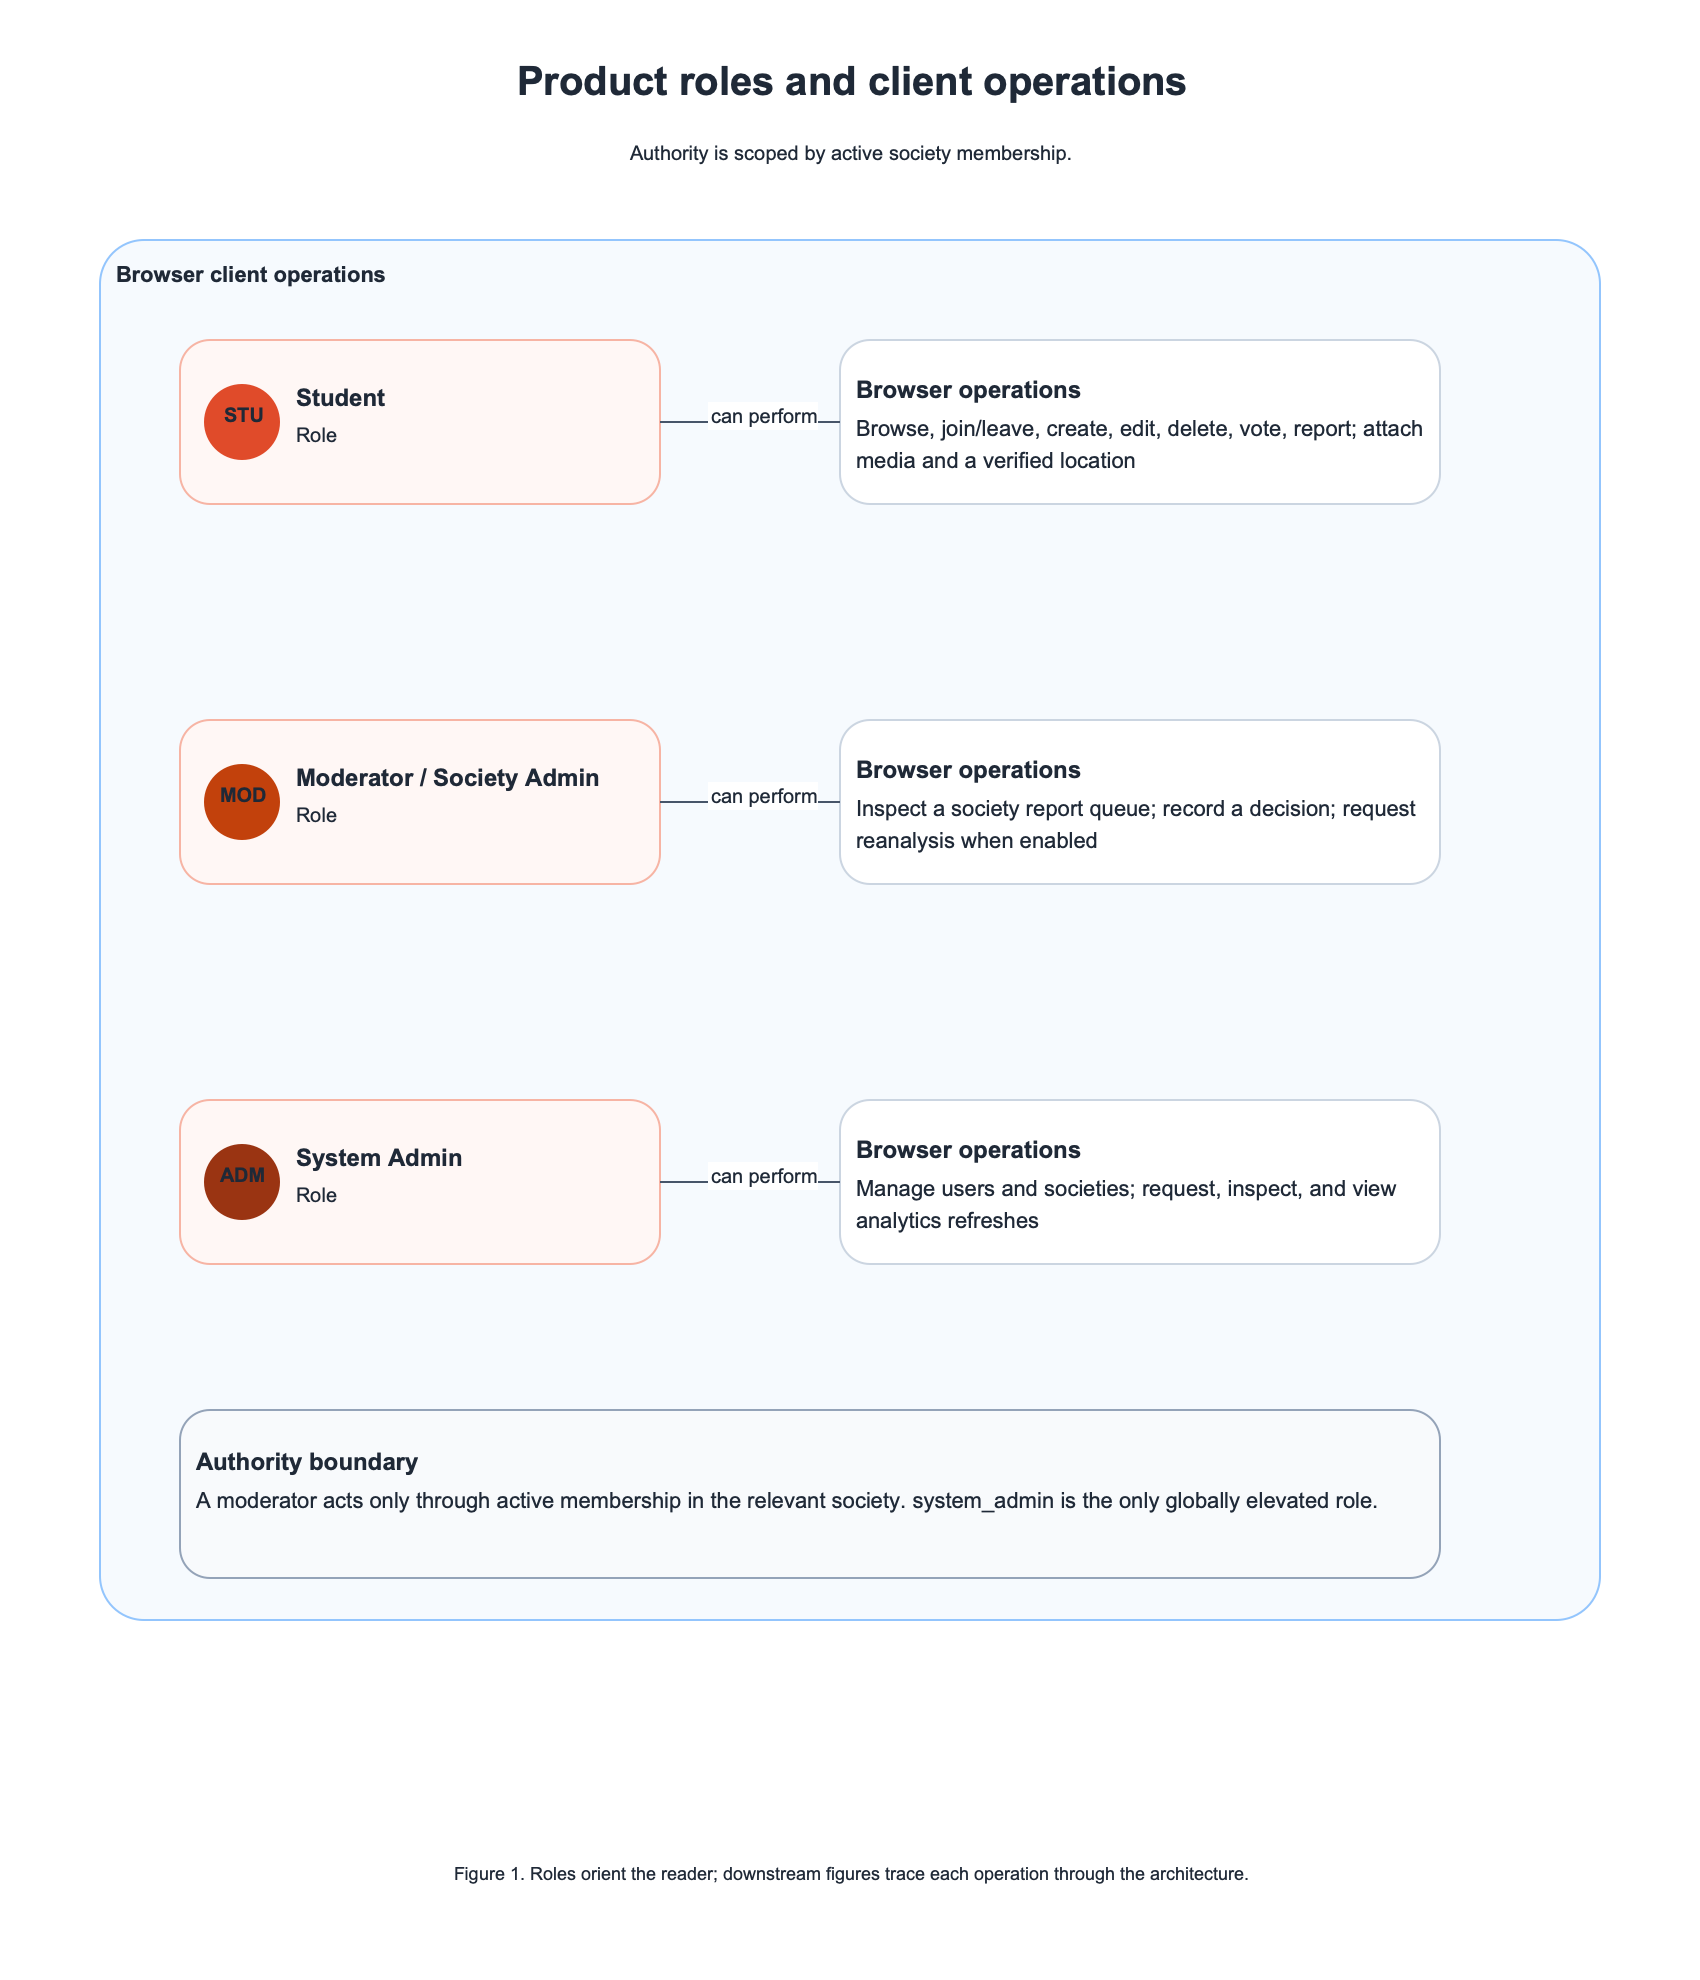 Product roles and client operations
Authority is scoped by active society membership.
Browser client operations
STU
Student
Role
can perform
Browser operations
Browse, join/leave, create, edit, delete, vote, report; attach
media and a verified location
MOD
Moderator / Society Admin
Role
can perform
Browser operations
Inspect a society report queue; record a decision; request
reanalysis when enabled
ADM
System Admin
Role
can perform
Browser operations
Manage users and societies; request, inspect, and view
analytics refreshes
Authority boundary
A moderator acts only through active membership in the relevant society. system_admin is the only globally elevated role.
Figure 1. Roles orient the reader; downstream figures trace each operation through the architecture.